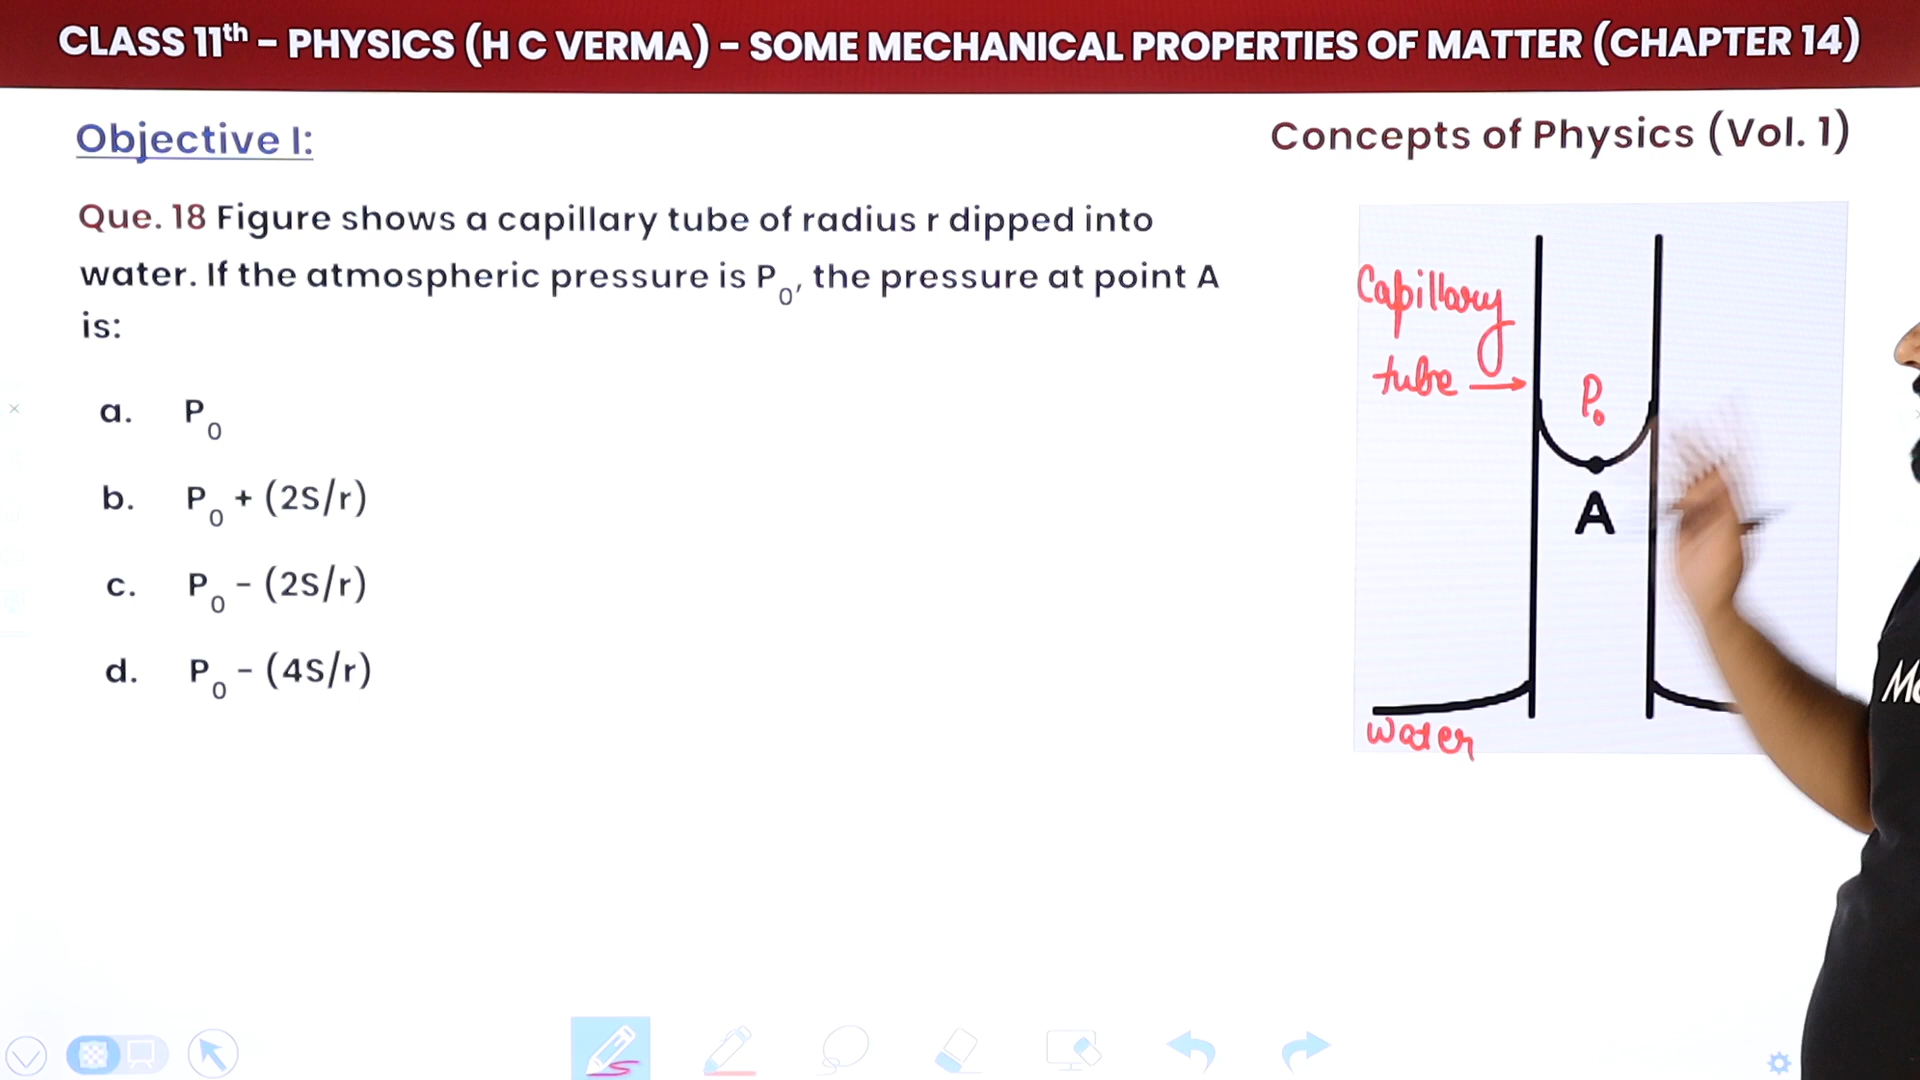 CLASS 11th – PHYSICS (H C VERMA) – SOME MECHANICAL PROPERTIES OF MATTER (CHAPTER 14)
Objective I:
Concepts of Physics (Vol. 1)
Que. 18 Figure shows a capillary tube of radius r dipped into
water. If the atmospheric pressure is P0, the pressure at point A
is:
a. P0
b. P0 + (2S/r)
c. P0 - (2S/r)
d. P0 - (4S/r)
Capillary
tube
P0
A
water